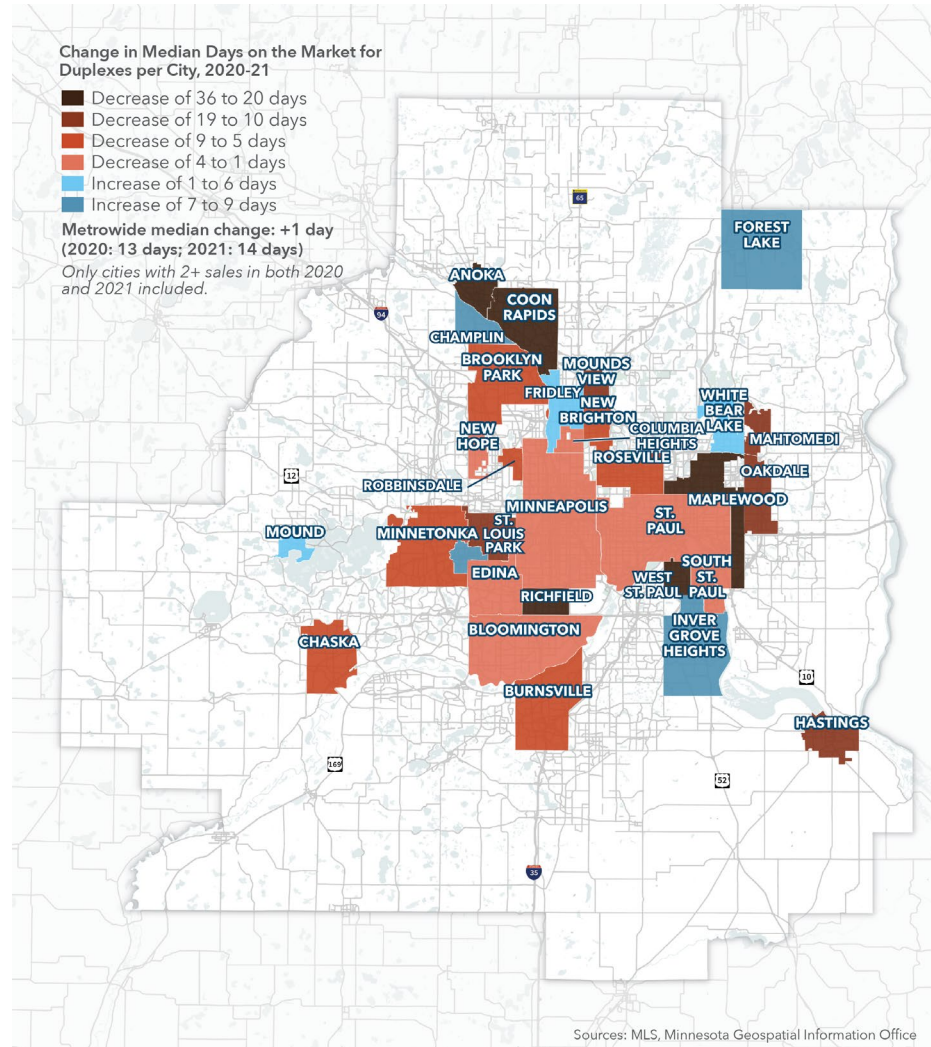 Change in Median Days on the Market for
Duplexes per City, 2020-21
Decrease of 36 to 20 days
Decrease of 19 to 10 days
Decrease of 9 to 5 days
Decrease of 4 to 1 days
Increase of 1 to 6 days
Increase of 7 to 9 days
Metrowide median change: +1 day
(2020: 13 days; 2021: 14 days)
Only cities with 2+ sales in both 2020
and 2021 included.
65
FOREST
LAKE
ANOKA
COON
RAPIDS
94
CHAMPLIN
BROOKLYN
PARK
MOUNDS
VIEW
FRIDLEY
NEW
BRIGHTON
WHITE
BEAR
LAKE
NEW
HOPE
COLUMBIA
HEIGHTS
MAHTOMEDI
ROSEVILLE
OAKDALE
12
ROBBINSDALE
MAPLEWOOD
MINNEAPOLIS
ST.
PAUL
MOUND
MINNETONKA
ST.
LOUIS
PARK
EDINA
SOUTH
ST.
PAUL
WEST
ST. PAUL
RICHFIELD
BLOOMINGTON
INVER
GROVE
HEIGHTS
CHASKA
10
BURNSVILLE
HASTINGS
169
52
35
Sources: MLS, Minnesota Geospatial Information Office